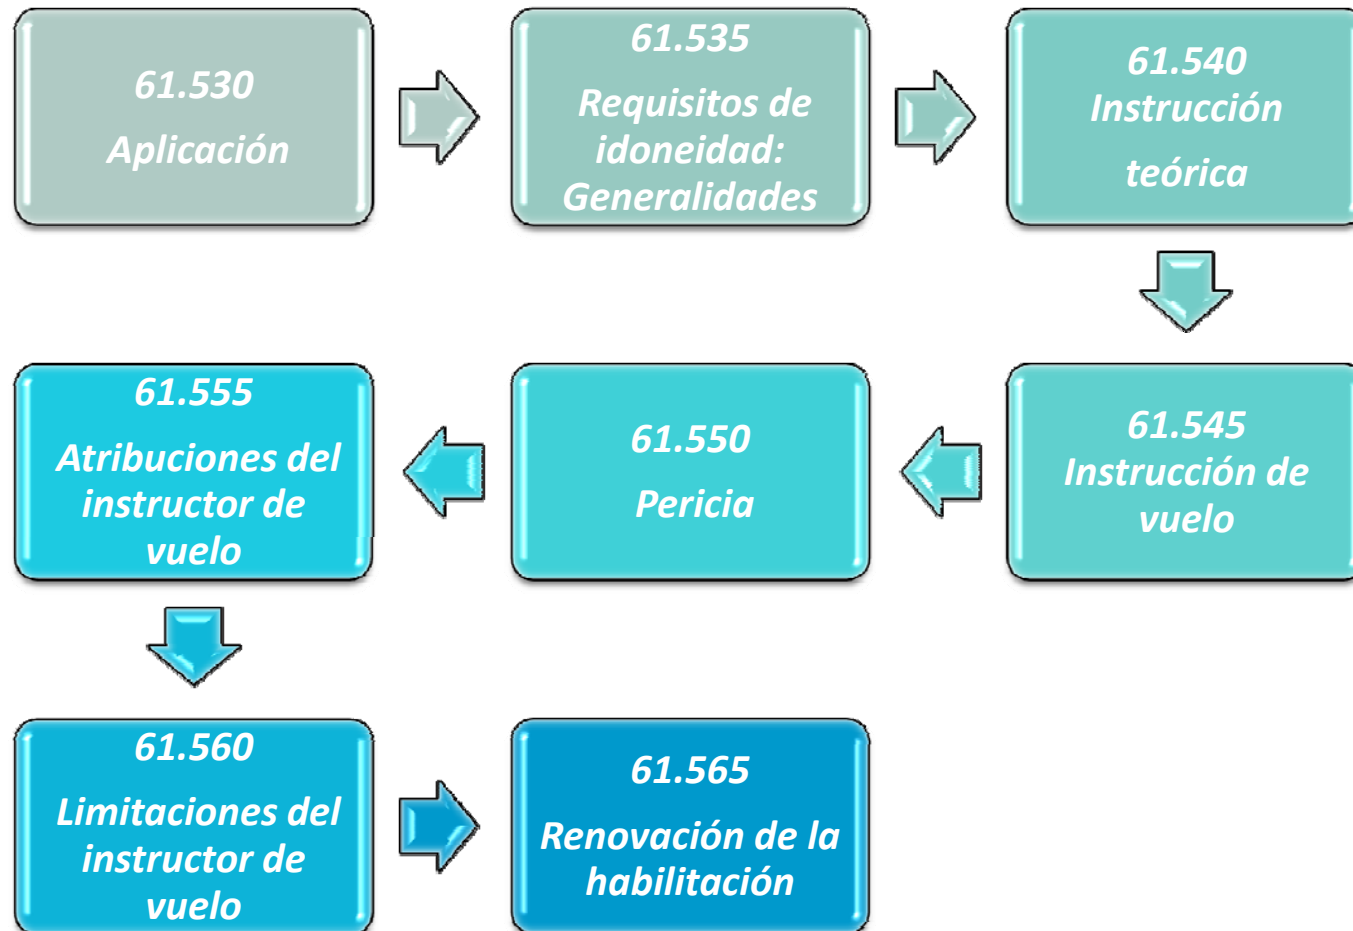 61.530
Aplicación
61.535
Requisitos de
idoneidad:
Generalidades
61.540
Instrucción
teórica
61.545
Instrucción de
vuelo
61.550
Pericia
61.555
Atribuciones del
instructor de
vuelo
61.560
Limitaciones del
instructor de
vuelo
61.565
Renovación de la
habilitación